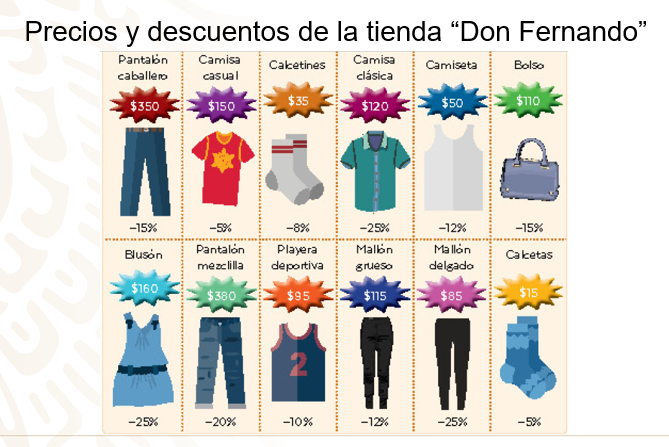 Precios y descuentos de la tienda “Don Fernando”
Pantalón
caballero
$350
−15%
Camisa
casual
$150
−5%
Calcetines
$35
−8%
Camisa
clásica
$120
−25%
Camiseta
$50
−12%
Bolso
$110
−15%
Blusón
$160
−25%
Pantalón
mezclilla
$380
−20%
Playera
deportiva
$95
2
−10%
Mallón
grueso
$115
−12%
Mallón
delgado
$85
−25%
Calcetas
$15
−5%